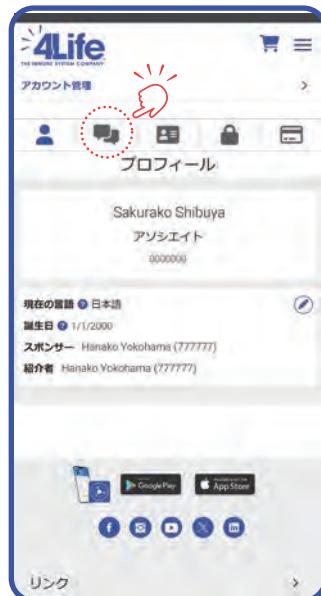 4Life
THE IMMUNE SYSTEM COMPANY
アカウント管理
プロフィール
Sakurako Shibuya
アソシエイト
0000000
現在の言語 ? 日本語
誕生日 ? 1/1/2000
スポンサー Hanako Yokohama (777777)
紹介者 Hanako Yokohama (777777)
Google Play
App Store
リンク